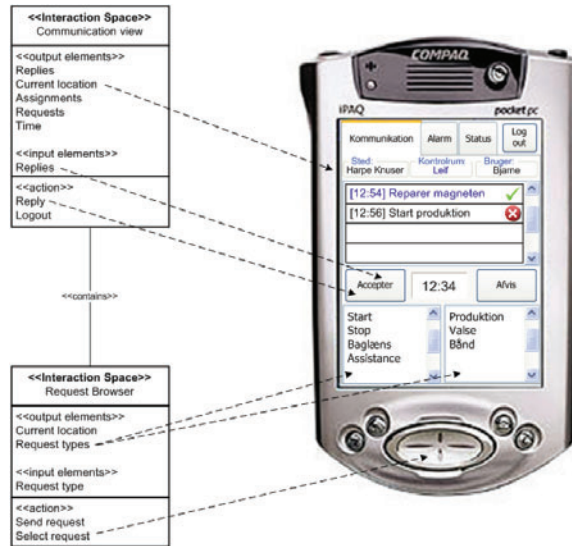 <<Interaction Space>>
Communication view
<<output elements>>
Replies
Current location
Assignments
Requests
Time
<<input elements>>
Replies
<<action>>
Reply
Logout
<<contains>>
<<Interaction Space>>
Request Browser
<<output elements>>
Current location
Request types
<<input elements>>
Request type
<<action>>
Send request
Select request
COMPAQ
iPAQ pocket pc
Kommunikation Alarm Status Log out
Sted: Kontrolrum: Bruger:
Harpe Knuser Leif Bjarne
[12:54] Reparer magneten
[12:56] Start produktion
Accepter 12:34 Afvis
Start
Stop
Baglæns
Assistance
Produktion
Valse
Bånd